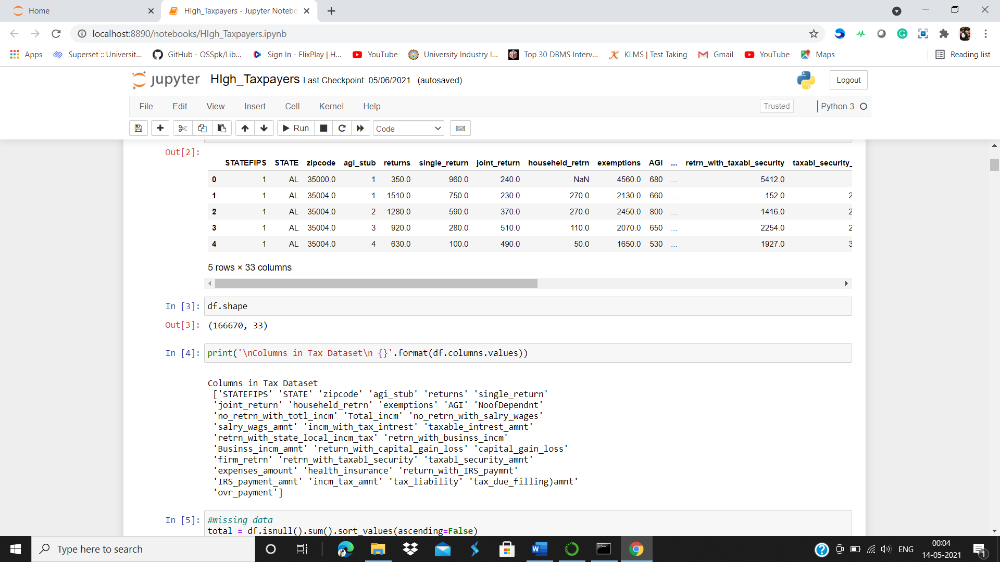 Home
HIgh_Taxpayers - Jupyter Notebo
localhost:8890/notebooks/HIgh_Taxpayers.ipynb
Apps
Superset :: Universit...
GitHub - OSSpk/Lib...
Sign In - FlixPlay | H...
YouTube
University Industry I...
Top 30 DBMS Interv...
KLMS | Test Taking
Gmail
YouTube
Maps
Reading list
jupyter HIgh_Taxpayers Last Checkpoint: 05/06/2021 (autosaved)
Logout
File Edit View Insert Cell Kernel Help
Trusted
Python 3
Run
Code
Out[2]:
STATEFIPS STATE zipcode agi_stub returns single_return joint_return househeld_retrn exemptions AGI ... retrn_with_taxabl_security taxabl_security_
0 1 AL 35000.0 1 350.0 960.0 240.0 NaN 4560.0 680 ... 5412.0
1 1 AL 35004.0 1 1510.0 750.0 230.0 270.0 2130.0 660 ... 152.0 2
2 1 AL 35004.0 2 1280.0 590.0 370.0 270.0 2450.0 800 ... 1416.0 2
3 1 AL 35004.0 3 920.0 280.0 510.0 110.0 2070.0 650 ... 2254.0 2
4 1 AL 35004.0 4 630.0 100.0 490.0 50.0 1650.0 530 ... 1927.0 3
5 rows × 33 columns
In [3]: df.shape
Out[3]: (166670, 33)
In [4]: print('\nColumns in Tax Dataset\n {}'.format(df.columns.values))
Columns in Tax Dataset
['STATEFIPS' 'STATE' 'zipcode' 'agi_stub' 'returns' 'single_return'
'joint_return' 'househeld_retrn' 'exemptions' 'AGI' 'NoofDependnt'
'no_retrn_with_totl_incm' 'Total_incm' 'no_retrn_with_salry_wages'
'salry_wags_amnt' 'incm_with_tax_intrest' 'taxable_intrest_amnt'
'retrn_with_state_local_incm_tax' 'retrn_with_businss_incm'
'Businss_incm_amnt' 'return_with_capital_gain_loss' 'capital_gain_loss'
'firm_retrn' 'retrn_with_taxabl_security' 'taxabl_security_amnt'
'expenses_amount' 'health_insurance' 'return_with_IRS_paymnt'
'IRS_payment_amnt' 'incm_tax_amnt' 'tax_liability' 'tax_due_filling)amnt'
'ovr_payment']
In [5]: #missing data
total = df.isnull().sum().sort_values(ascending=False)
Type here to search
ENG
00:04
14-05-2021
1